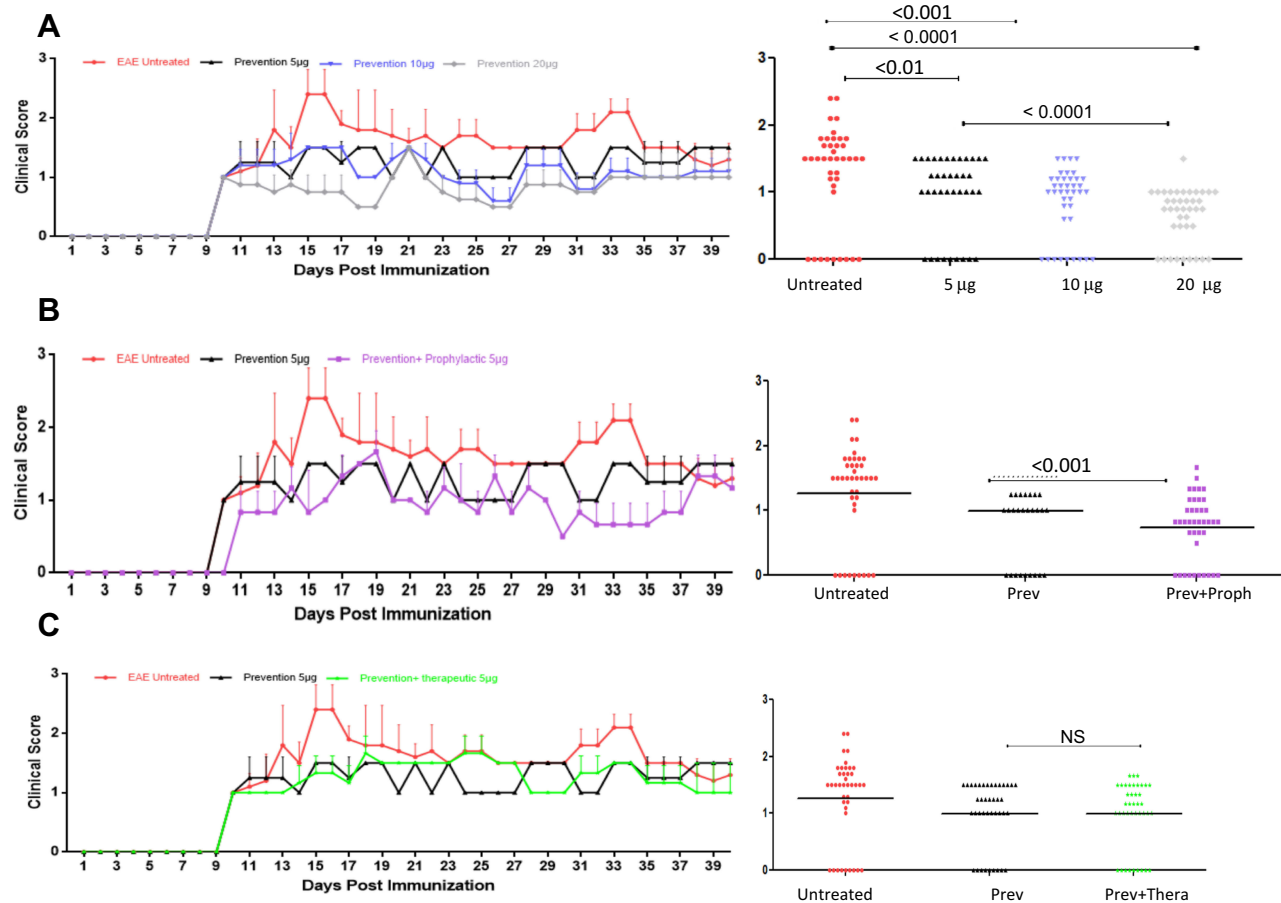 A
<0.001
< 0.0001
<0.01
< 0.0001
EAE Untreated Prevention 5µg Prevention 10µg Prevention 20µg
Clinical Score
3
2
1
0
1 3 5 7 9 11 13 15 17 19 21 23 25 27 29 31 33 35 37 39
Days Post Immunization
3
2
1
0
Untreated 5 µg 10 µg 20 µg
B
EAE Untreated Prevention 5µg Prevention+ Prophylactic 5µg
Clinical Score
3
2
1
0
1 3 5 7 9 11 13 15 17 19 21 23 25 27 29 31 33 35 37 39
Days Post Immunization
<0.001
3
2
1
0
Untreated Prev Prev+Proph
C
EAE Untreated Prevention 5µg Prevention+ therapeutic 5µg
Clinical Score
3
2
1
0
1 3 5 7 9 11 13 15 17 19 21 23 25 27 29 31 33 35 37 39
Days Post Immunization
NS
3
2
1
0
Untreated Prev Prev+Thera